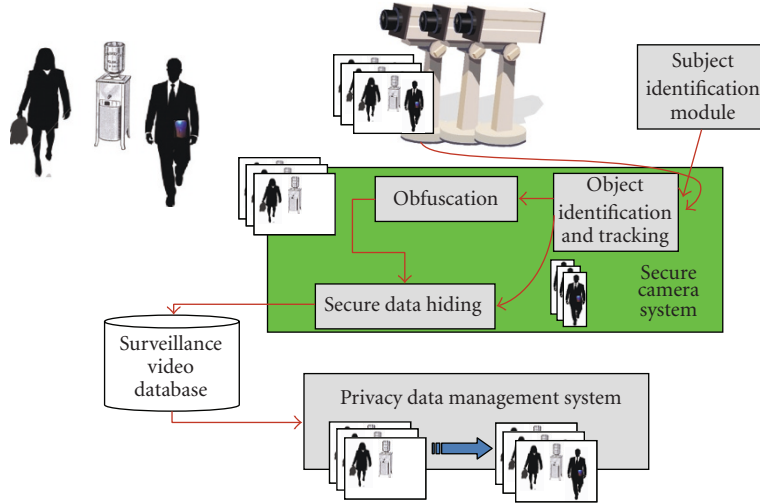 Subject
identification
module
Obfuscation
Object
identification
and tracking
Secure
camera
system
Secure data hiding
Surveillance
video
database
Privacy data management system